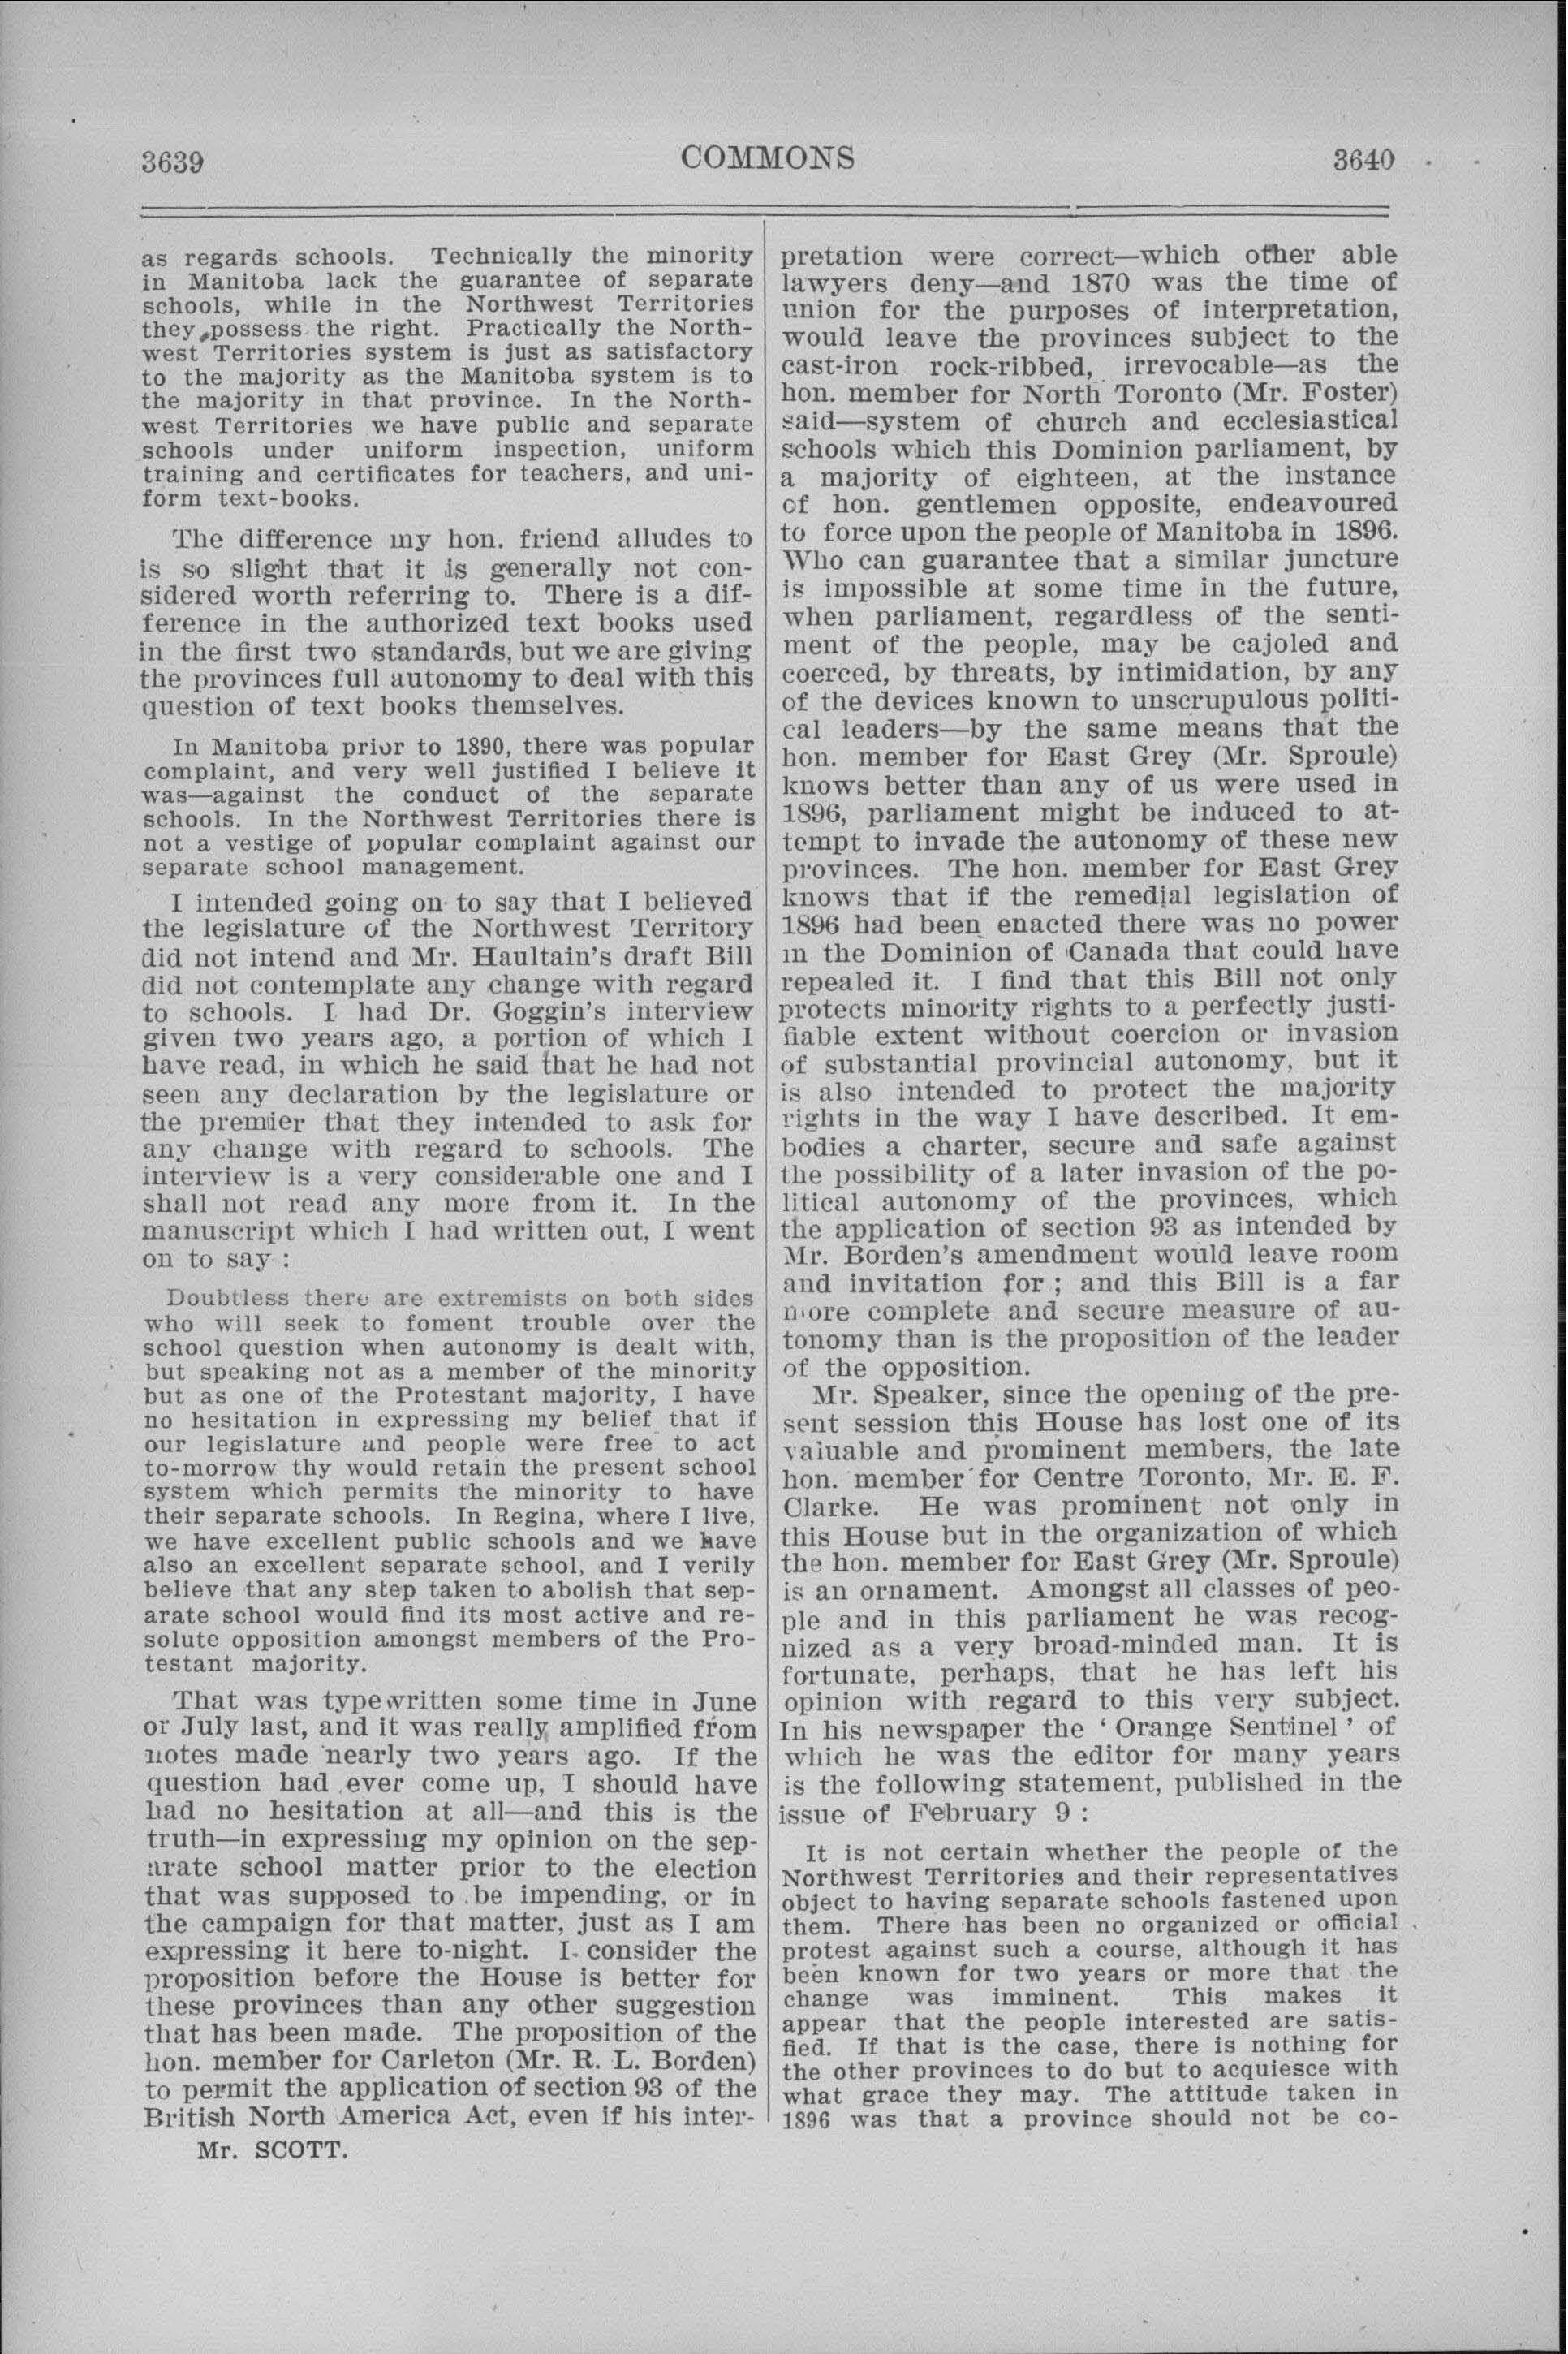 3639
COMMONS
3640
as regards schools. Technically the minority
in Manitoba lack the guarantee of separate
schools, while in the Northwest Territories
they possess the right. Practically the North-
west Territories system is just as satisfactory
to the majority as the Manitoba system is to
the majority in that province. In the North-
west Territories we have public and separate
schools under uniform inspection, uniform
training and certificates for teachers, and uni-
form text-books.
The difference my hon. friend alludes to
is so slight that it is generally not con-
sidered worth referring to. There is a dif-
ference in the authorized text books used
in the first two standards, but we are giving
the provinces full autonomy to deal with this
question of text books themselves.
In Manitoba prior to 1890, there was popular
complaint, and very well justified I believe it
was—against the conduct of the separate
schools. In the Northwest Territories there is
not a vestige of popular complaint against our
separate school management.
I intended going on to say that I believed
the legislature of the Northwest Territory
did not intend and Mr. Haultain's draft Bill
did not contemplate any change with regard
to schools. I had Dr. Goggin's interview
given two years ago, a portion of which I
have read, in which he said that he had not
seen any declaration by the legislature or
the premier that they intended to ask for
any change with regard to schools. The
interview is a very considerable one and I
shall not read any more from it. In the
manuscript which I had written out, I went
on to say :
Doubtless there are extremists on both sides
who will seek to foment trouble over the
school question when autonomy is dealt with,
but speaking not as a member of the minority
but as one of the Protestant majority, I have
no hesitation in expressing my belief that if
our legislature and people were free to act
to-morrow thy would retain the present school
system which permits the minority to have
their separate schools. In Regina, where I live,
we have excellent public schools and we have
also an excellent separate school, and I verily
believe that any step taken to abolish that sep-
arate school would find its most active and re-
solute opposition amongst members of the Pro-
testant majority.
That was typewritten some time in June
or July last, and it was really amplified from
notes made nearly two years ago. If the
question had ever come up, I should have
had no hesitation at all—and this is the
truth—in expressing my opinion on the sep-
arate school matter prior to the election
that was supposed to be impending, or in
the campaign for that matter, just as I am
expressing it here to-night. I consider the
proposition before the House is better for
these provinces than any other suggestion
that has been made. The proposition of the
hon. member for Carleton (Mr. R. L. Borden)
to permit the application of section 93 of the
British North America Act, even if his inter-
Mr. SCOTT.
pretation were correct—which other able
lawyers deny—and 1870 was the time of
union for the purposes of interpretation,
would leave the provinces subject to the
cast-iron rock-ribbed, irrevocable—as the
hon. member for North Toronto (Mr. Foster)
said—system of church and ecclesiastical
schools which this Dominion parliament, by
a majority of eighteen, at the instance
of hon. gentlemen opposite, endeavoured
to force upon the people of Manitoba in 1896.
Who can guarantee that a similar juncture
is impossible at some time in the future,
when parliament, regardless of the senti-
ment of the people, may be cajoled and
coerced, by threats, by intimidation, by any
of the devices known to unscrupulous politi-
cal leaders—by the same means that the
hon. member for East Grey (Mr. Sproule)
knows better than any of us were used in
1896, parliament might be induced to at-
tempt to invade the autonomy of these new
provinces. The hon. member for East Grey
knows that if the remedial legislation of
1896 had been enacted there was no power
in the Dominion of Canada that could have
repealed it. I find that this Bill not only
protects minority rights to a perfectly justi-
fiable extent without coercion or invasion
of substantial provincial autonomy, but it
is also intended to protect the majority
rights in the way I have described. It em-
bodies a charter, secure and safe against
the possibility of a later invasion of the po-
litical autonomy of the provinces, which
the application of section 93 as intended by
Mr. Borden's amendment would leave room
and invitation for ; and this Bill is a far
more complete and secure measure of au-
tonomy than is the proposition of the leader
of the opposition.
Mr. Speaker, since the opening of the pre-
sent session this House has lost one of its
valuable and prominent members, the late
hon. member for Centre Toronto, Mr. E. F.
Clarke. He was prominent not only in
this House but in the organization of which
the hon. member for East Grey (Mr. Sproule)
is an ornament. Amongst all classes of peo-
ple and in this parliament he was recog-
nized as a very broad-minded man. It is
fortunate, perhaps, that he has left his
opinion with regard to this very subject.
In his newspaper the ' Orange Sentinel ' of
which he was the editor for many years
is the following statement, published in the
issue of February 9 :
It is not certain whether the people of the
Northwest Territories and their representatives
object to having separate schools fastened upon
them. There has been no organized or official
protest against such a course, although it has
been known for two years or more that the
change was imminent. This makes it
appear that the people interested are satis-
fied. If that is the case, there is nothing for
the other provinces to do but to acquiesce with
what grace they may. The attitude taken in
1896 was that a province should not be co-